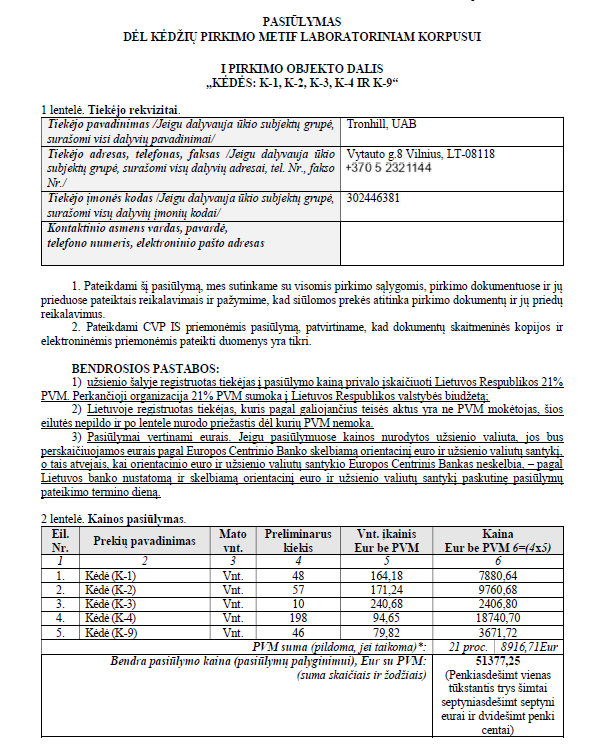 PASIŪLYMAS
DĖL KĖDŽIŲ PIRKIMO METIF LABORATORINIAM KORPUSUI
I PIRKIMO OBJEKTO DALIS
„KĖDĖS: K-1, K-2, K-3, K-4 IR K-9“
1 lentelė. Tiekėjo rekvizitai.
Tiekėjo pavadinimas /Jeigu dalyvauja ūkio subjektų grupė, surašomi visi dalyvių pavadinimai/ Tronhill, UAB
Tiekėjo adresas, telefonas, faksas /Jeigu dalyvauja ūkio subjektų grupė, surašomi visų dalyvių adresai, tel. Nr., fakso Nr./ Vytauto g.8 Vilnius, LT-08118 +370 5 2321144
Tiekėjo įmonės kodas /Jeigu dalyvauja ūkio subjektų grupė, surašomi visų dalyvių įmonių kodai/ 302446381
Kontaktinio asmens vardas, pavardė,
telefono numeris, elektroninio pašto adresas
1. Pateikdami šį pasiūlymą, mes sutinkame su visomis pirkimo sąlygomis, pirkimo dokumentuose ir jų
prieduose pateiktais reikalavimais ir pažymime, kad siūlomos prekės atitinka pirkimo dokumentų ir jų priedų
reikalavimus.
2. Pateikdami CVP IS priemonėmis pasiūlymą, patvirtiname, kad dokumentų skaitmeninės kopijos ir
elektroninėmis priemonėmis pateikti duomenys yra tikri.
BENDROSIOS PASTABOS:
1) užsienio šalyje registruotas tiekėjas į pasiūlymo kainą privalo įskaičiuoti Lietuvos Respublikos 21%
PVM. Perkančioji organizacija 21% PVM sumoka į Lietuvos Respublikos valstybės biudžetą;
2) Lietuvoje registruotas tiekėjas, kuris pagal galiojančius teisės aktus yra ne PVM mokėtojas, šios
eilutės nepildo ir po lentele nurodo priežastis dėl kurių PVM nemoka.
3) Pasiūlymai vertinami eurais. Jeigu pasiūlymuose kainos nurodytos užsienio valiuta, jos bus
perskaičiuojamos eurais pagal Europos Centrinio Banko skelbiamą orientacinį euro ir užsienio valiutų santykį,
o tais atvejais, kai orientacinio euro ir užsienio valiutų santykio Europos Centrinis Bankas neskelbia, – pagal
Lietuvos banko nustatomą ir skelbiamą orientacinį euro ir užsienio valiutų santykį paskutinę pasiūlymų
pateikimo termino dieną.
2 lentelė. Kainos pasiūlymas.
Eil. Nr. Prekių pavadinimas Mato vnt. Preliminarus kiekis Vnt. įkainis Eur be PVM Kaina Eur be PVM 6=(4x5)
1 2 3 4 5 6
1. Kėdė (K-1) Vnt. 48 164,18 7880,64
2. Kėdė (K-2) Vnt. 57 171,24 9760,68
3. Kėdė (K-3) Vnt. 10 240,68 2406,80
4. Kėdė (K-4) Vnt. 198 94,65 18740,70
5. Kėdė (K-9) Vnt. 46 79,82 3671,72
PVM suma (pildoma, jei taikoma)*: 21 proc. 8916,71Eur
Bendra pasiūlymo kaina (pasiūlymų palyginimui), Eur su PVM: 51377,25
(suma skaičiais ir žodžiais) (Penkiasdešimt vienas
tūkstantis trys šimtai
septyniasdešimt septyni
eurai ir dvidešimt penki
centai)